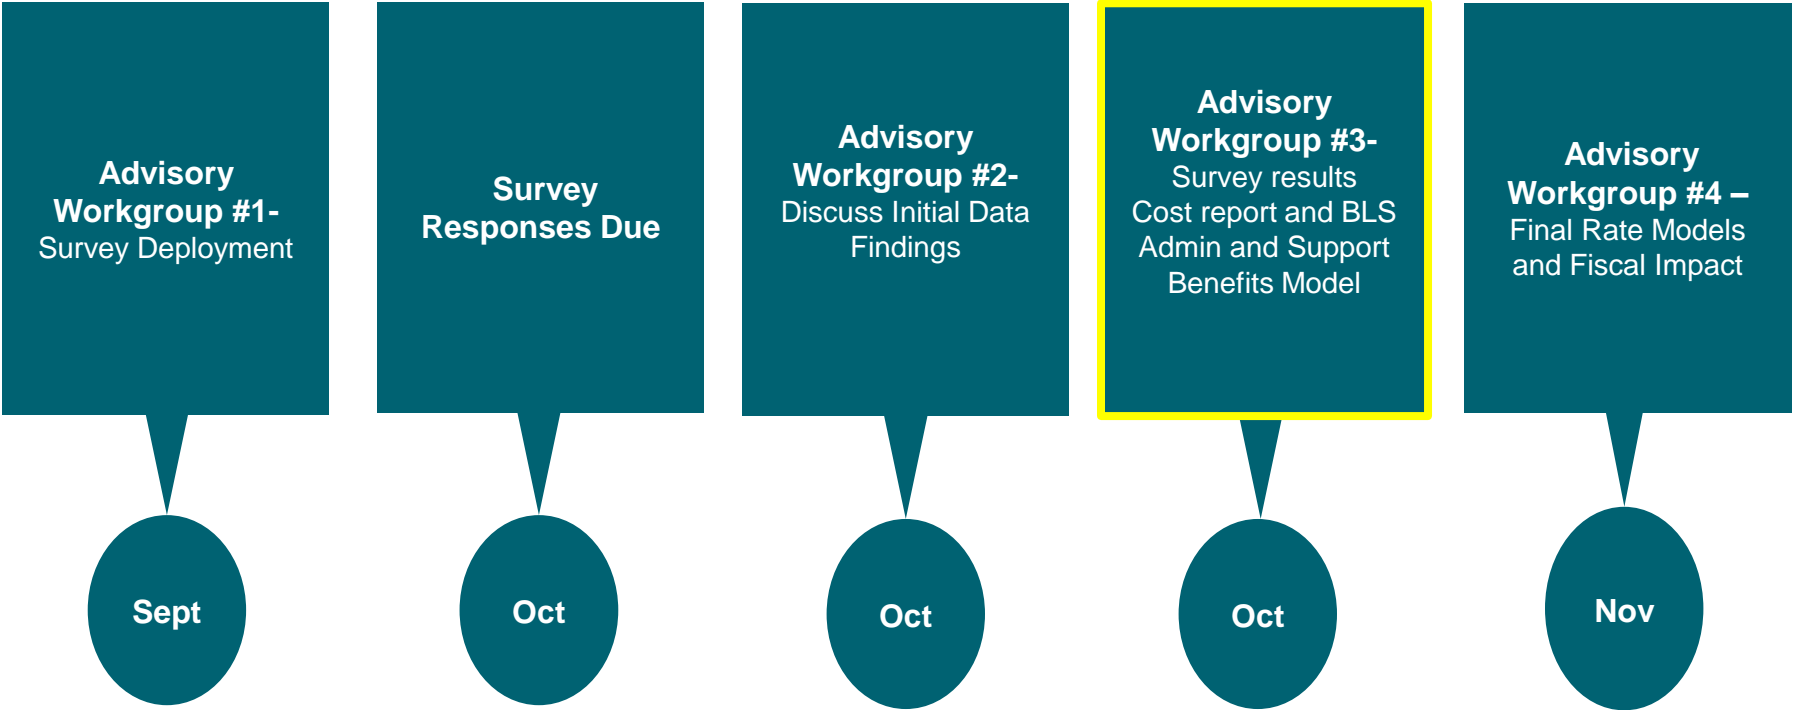 Advisory
Workgroup #1-
Survey Deployment
Survey
Responses Due
Advisory
Workgroup #2-
Discuss Initial Data
Findings
Advisory
Workgroup #3-
Survey results
Cost report and BLS
Admin and Support
Benefits Model
Advisory
Workgroup #4 –
Final Rate Models
and Fiscal Impact
Sept
Oct
Oct
Oct
Nov